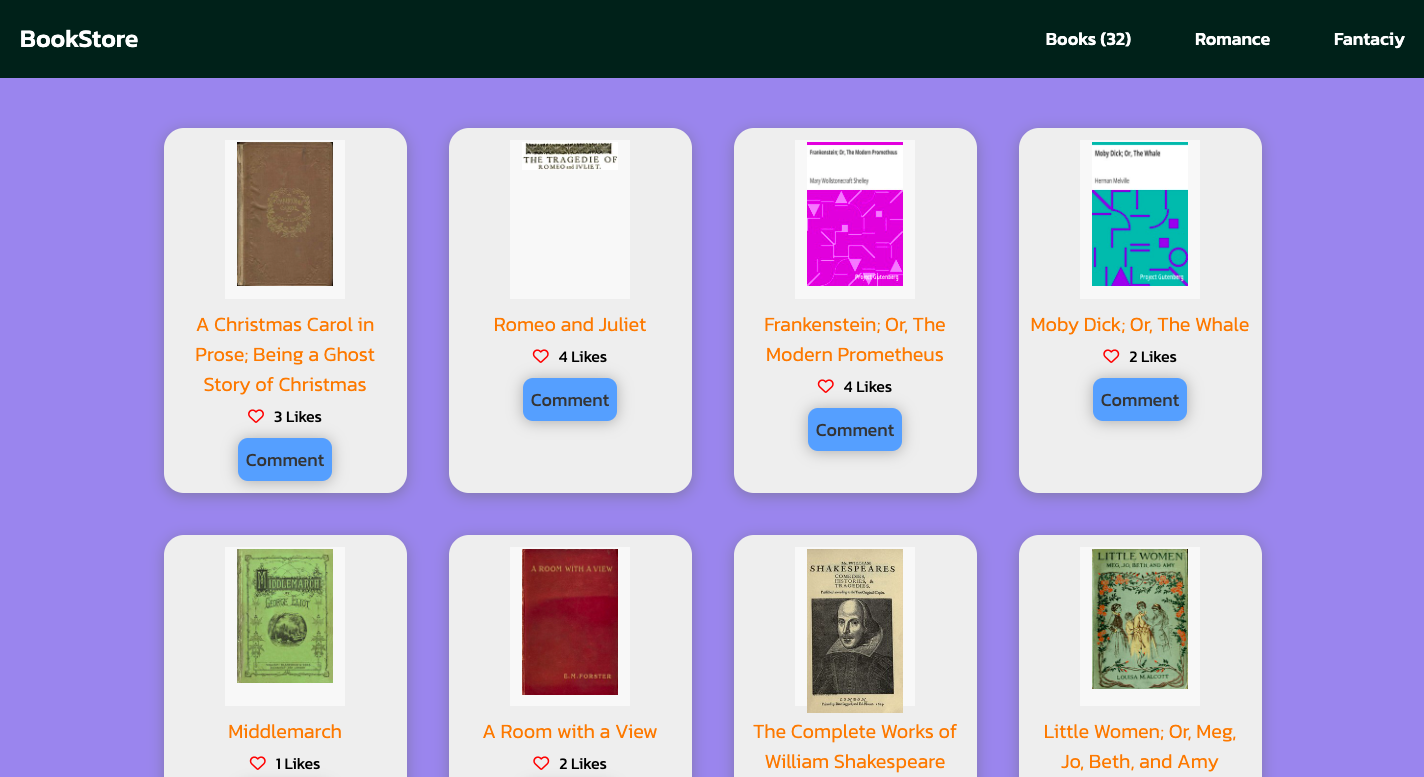 BookStore
Books (32)
Romance
Fantaciy
THE TRAGEDIE OF
ROMEO and IVLIET.
Frankenstein; Or, The Modern Prometheus
Mary Wollstonecraft Shelley
Project Gutenberg
Moby Dick; Or, The Whale
Herman Melville
Project Gutenberg
A Christmas Carol in
Prose; Being a Ghost
Story of Christmas
3 Likes
Comment
Romeo and Juliet
4 Likes
Comment
Frankenstein; Or, The
Modern Prometheus
4 Likes
Comment
Moby Dick; Or, The Whale
2 Likes
Comment
MIDDLEMARCH
BY
GEORGE ELIOT
A ROOM WITH A VIEW
E.M. FORSTER
MR. WILLIAM
SHAKESPEARES
COMEDIES,
HISTORIES, &
TRAGEDIES.
LONDON
LITTLE WOMEN
MEG, JO, BETH, AND AMY
LOUISA M. ALCOTT
Middlemarch
1 Likes
A Room with a View
2 Likes
The Complete Works of
William Shakespeare
Little Women; Or, Meg,
Jo, Beth, and Amy